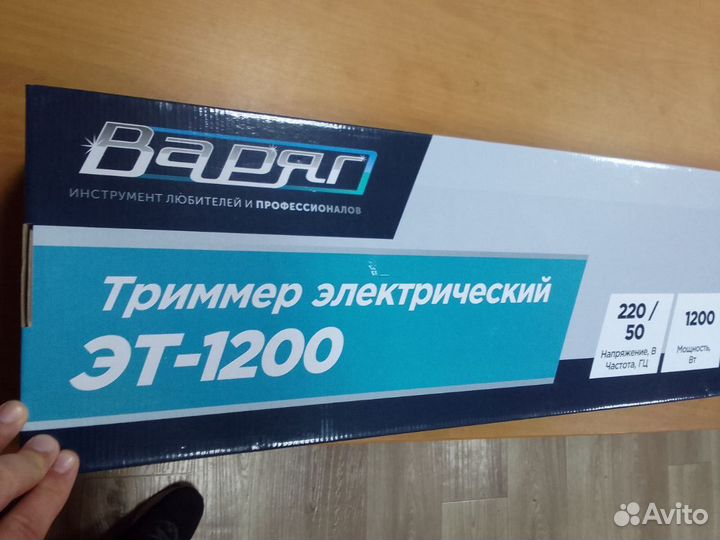 Варяг
ИНСТРУМЕНТ ЛЮБИТЕЛЕЙ И ПРОФЕССИОНАЛОВ
Триммер электрический
ЭТ-1200
220 /
50
Напряжение, В
Частота, ГЦ
1200
Мощность,
Вт
Avito